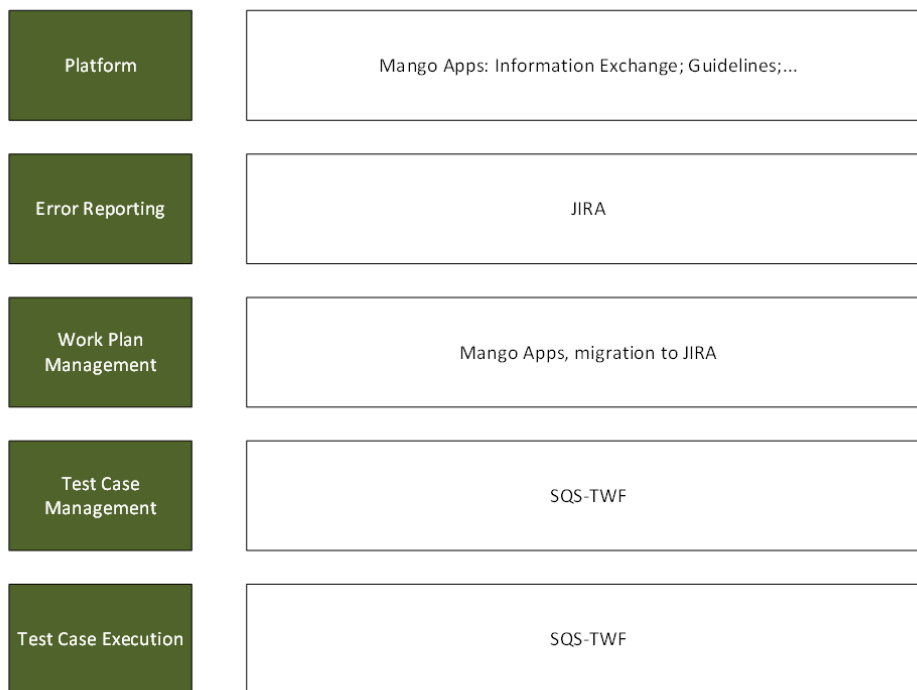 Platform
Mango Apps: Information Exchange; Guidelines;...
Error Reporting
JIRA
Work Plan
Management
Mango Apps, migration to JIRA
Test Case
Management
SQS-TWF
Test Case Execution
SQS-TWF